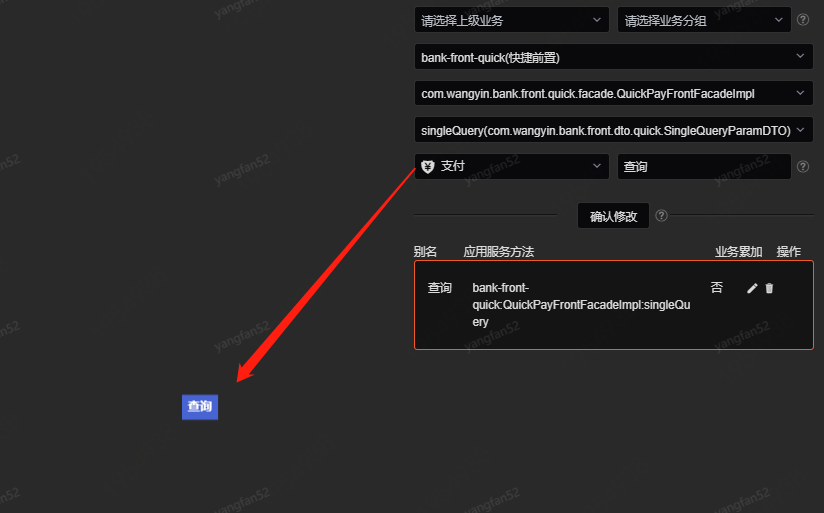 请选择上级业务 请选择业务分组
bank-front-quick(快捷前置)
com.wangyin.bank.front.quick.facade.QuickPayFrontFacadeImpl
singleQuery(com.wangyin.bank.front.dto.quick.SingleQueryParamDTO)
支付 查询
确认修改
别名 应用服务方法 业务累加 操作
查询 bank-front- 否
quick:QuickPayFrontFacadeImpl:singleQu
ery
查询
yangfan52